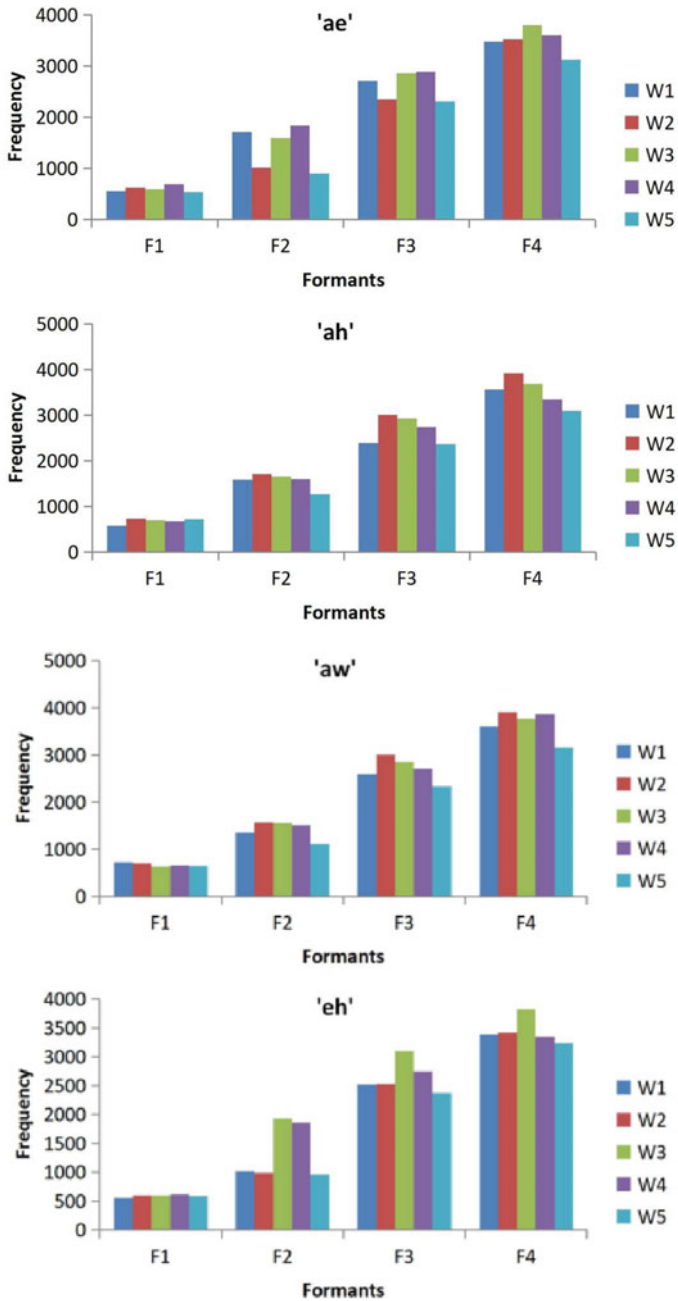 'ae'
4000
3000
2000
1000
0
Frequency
F1 F2 F3 F4
Formants
W1
W2
W3
W4
W5
'ah'
5000
4000
3000
2000
1000
0
Frequency
F1 F2 F3 F4
Formants
W1
W2
W3
W4
W5
'aw'
5000
4000
3000
2000
1000
0
Frequency
F1 F2 F3 F4
Formants
W1
W2
W3
W4
W5
'eh'
4000
3500
3000
2500
2000
1500
1000
500
0
Frequency
F1 F2 F3 F4
Formants
W1
W2
W3
W4
W5